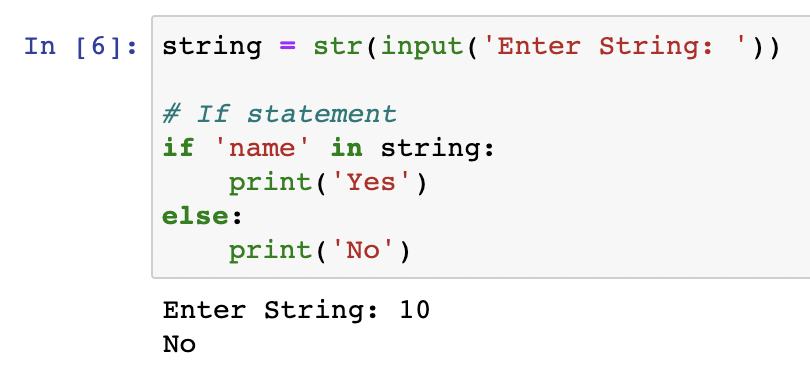 In [6]: string = str(input('Enter String: '))
# If statement
if 'name' in string:
    print('Yes')
else:
    print('No')
Enter String: 10
No